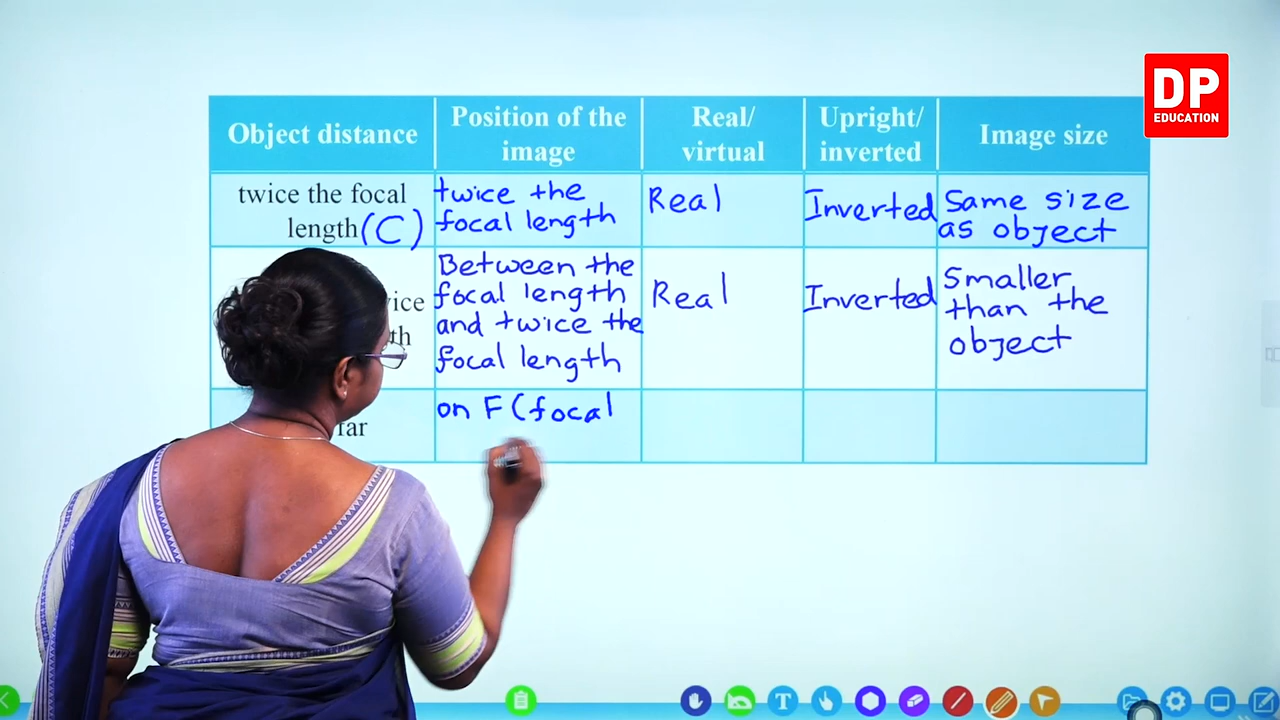 DP
EDUCATION
Object distance
Position of the
image
Real/
virtual
Upright/
inverted
Image size
twice the focal
length (C)
twice the
focal length
Real
Inverted
Same size
as object
Between the
focal length
and twice the
focal length
Real
Inverted
Smaller
than the
object
far
on F (focal